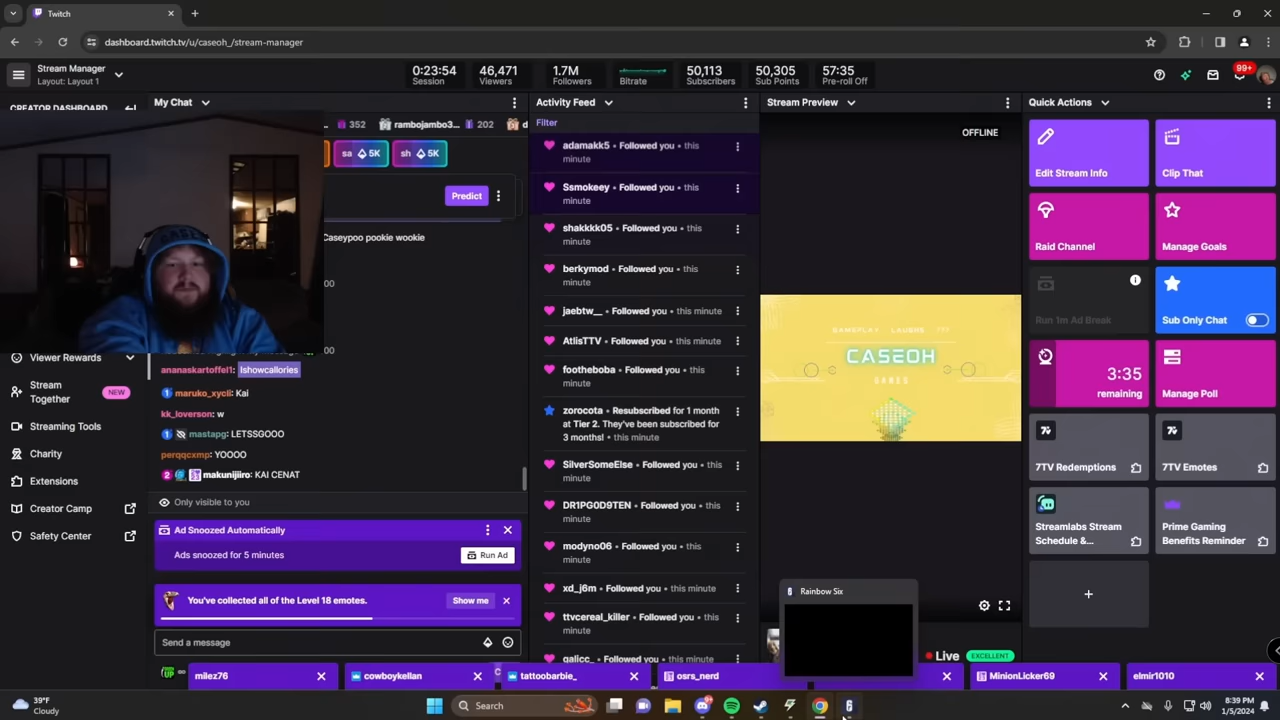 Twitch
dashboard.twitch.tv/u/caseoh_/stream-manager
Stream Manager
Layout: Layout 1
0:23:54
Session
46,471
Viewers
1.7M
Followers
Bitrate
50,113
Subscribers
50,305
Sub Points
57:35
Pre-roll Off
99+
CREATOR DASHBOARD
My Chat
Activity Feed
Stream Preview
Quick Actions
352
rambojambo3...
202
sa 5K
sh 5K
Predict
Caseypoo pookie wookie
00
00
ananaskartoffel1: !showcallories
1 maruko_xycli: Kai
kk_loverson: w
1 mastapg: LETSSGOOO
perqqcxmp: YOOOO
2 makunijiiro: KAI CENAT
Only visible to you
Ad Snoozed Automatically
Ads snoozed for 5 minutes
Run Ad
You've collected all of the Level 18 emotes.
Show me
Send a message
Viewer Rewards
Stream
Together
NEW
Streaming Tools
Charity
Extensions
Creator Camp
Safety Center
Filter
adamakk5 • Followed you • this
minute
Ssmokeey • Followed you • this
minute
shakkkk05 • Followed you • this
minute
berkymod • Followed you • this
minute
jaebtw__ • Followed you • this minute
AtlisTTV • Followed you • this minute
footheboba • Followed you • this
minute
zorocota • Resubscribed for 1 month
at Tier 2. They've been subscribed for
3 months! • this minute
SilverSomeElse • Followed you • this
minute
DR1PG0D9TEN • Followed you • this
minute
modyno06 • Followed you • this
minute
xd_j6m • Followed you • this minute
ttvcereal_killer • Followed you • this
minute
galicc_ • Followed you • this
OFFLINE
GAMEPLAY LAUGHS
CASEOH
GAMES
Rainbow Six
Live
EXCELLENT
Edit Stream Info
Clip That
Raid Channel
Manage Goals
Run 1m Ad Break
Sub Only Chat
3:35
remaining
Manage Poll
7TV Redemptions
7TV Emotes
Streamlabs Stream
Schedule &...
Prime Gaming
Benefits Reminder
milez76
cowboykellan
tattoobarbie_
osrs_nerd
MinionLicker69
elmir1010
39°F
Cloudy
Search
8:39 PM
1/5/2024